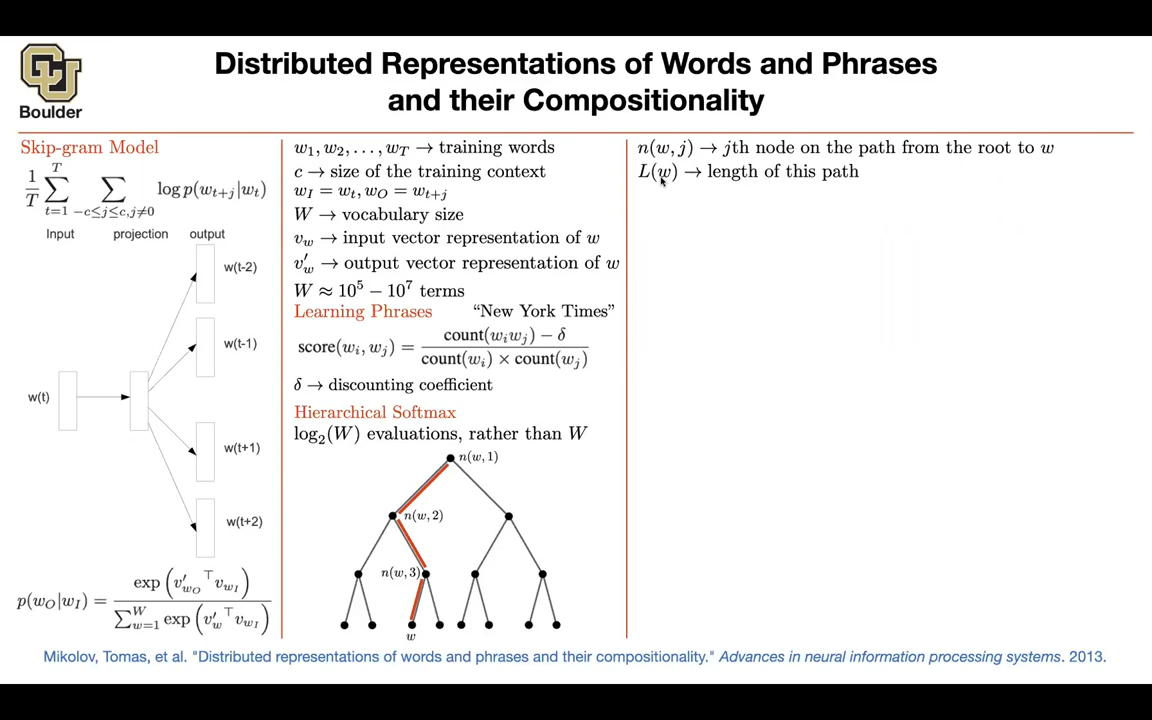 Distributed Representations of Words and Phrases
and their Compositionality
Boulder
Skip-gram Model
1/T ∑_{t=1}^{T} ∑_{-c≤j≤c,j≠0} log p(w_{t+j}|w_t)
Input projection output
w(t-2)
w(t-1)
w(t)
w(t+1)
w(t+2)
p(w_O|w_I) = exp(v′_{w_O}^⊤ v_{w_I}) / ∑_{w=1}^{W} exp(v′_w^⊤ v_{w_I})
w_1, w_2, . . . , w_T → training words
c → size of the training context
w_I = w_t, w_O = w_{t+j}
W → vocabulary size
v_w → input vector representation of w
v′_w → output vector representation of w
W ≈ 10^5 − 10^7 terms
Learning Phrases “New York Times”
score(w_i, w_j) = (count(w_i w_j) − δ) / (count(w_i) × count(w_j))
δ → discounting coefficient
Hierarchical Softmax
log_2(W) evaluations, rather than W
n(w,1)
n(w,2)
n(w,3)
w
n(w, j) → jth node on the path from the root to w
L(w) → length of this path
Mikolov, Tomas, et al. "Distributed representations of words and phrases and their compositionality." Advances in neural information processing systems. 2013.